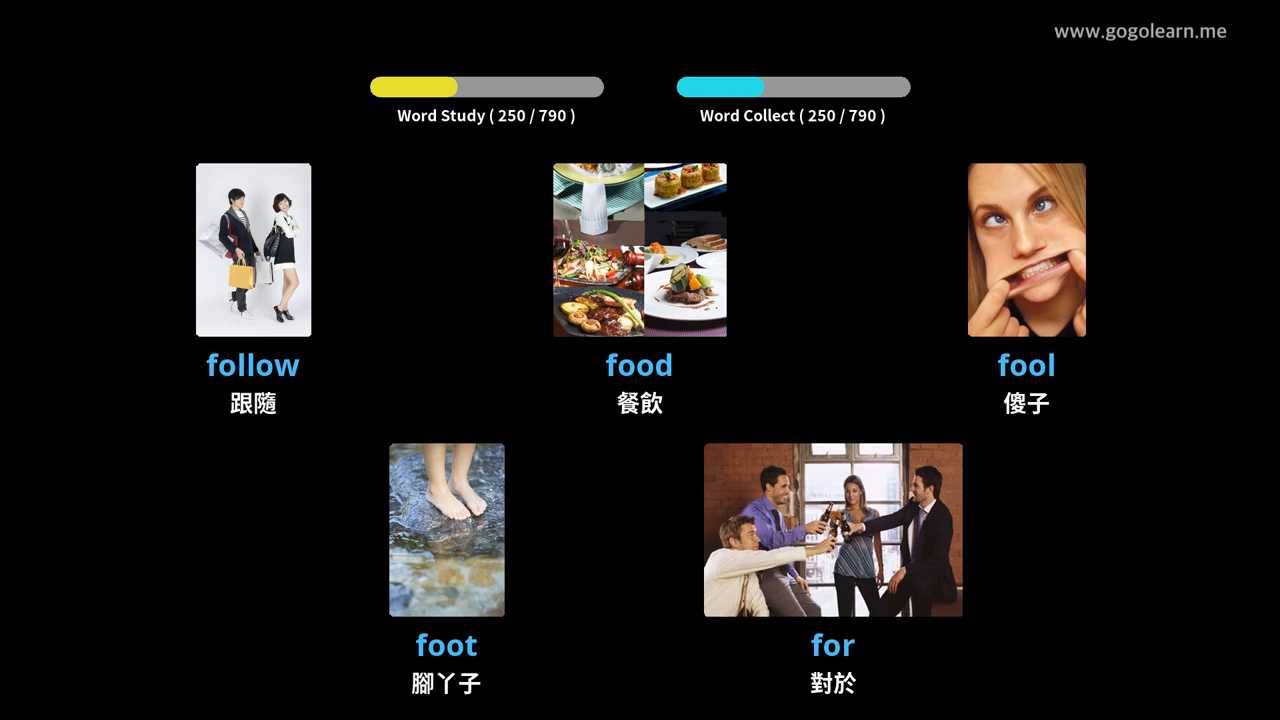 www.gogolearn.me
Word Study ( 250 / 790 )
Word Collect ( 250 / 790 )
follow
跟隨
food
餐飲
fool
傻子
foot
腳丫子
for
對於